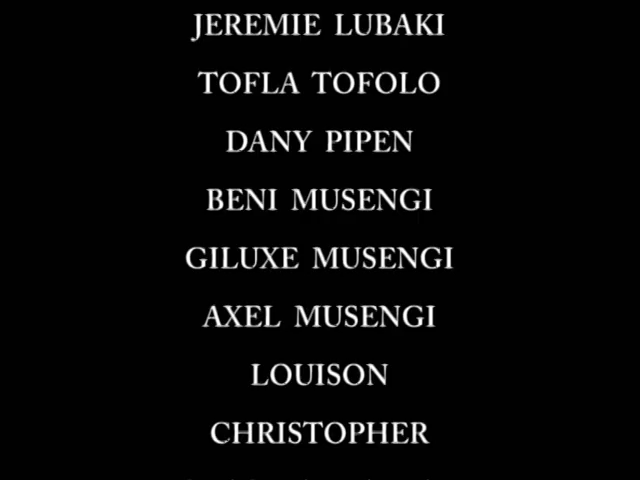 JEREMIE LUBAKI
TOFLA TOFOLO
DANY PIPEN
BENI MUSENGI
GILUXE MUSENGI
AXEL MUSENGI
LOUISON
CHRISTOPHER